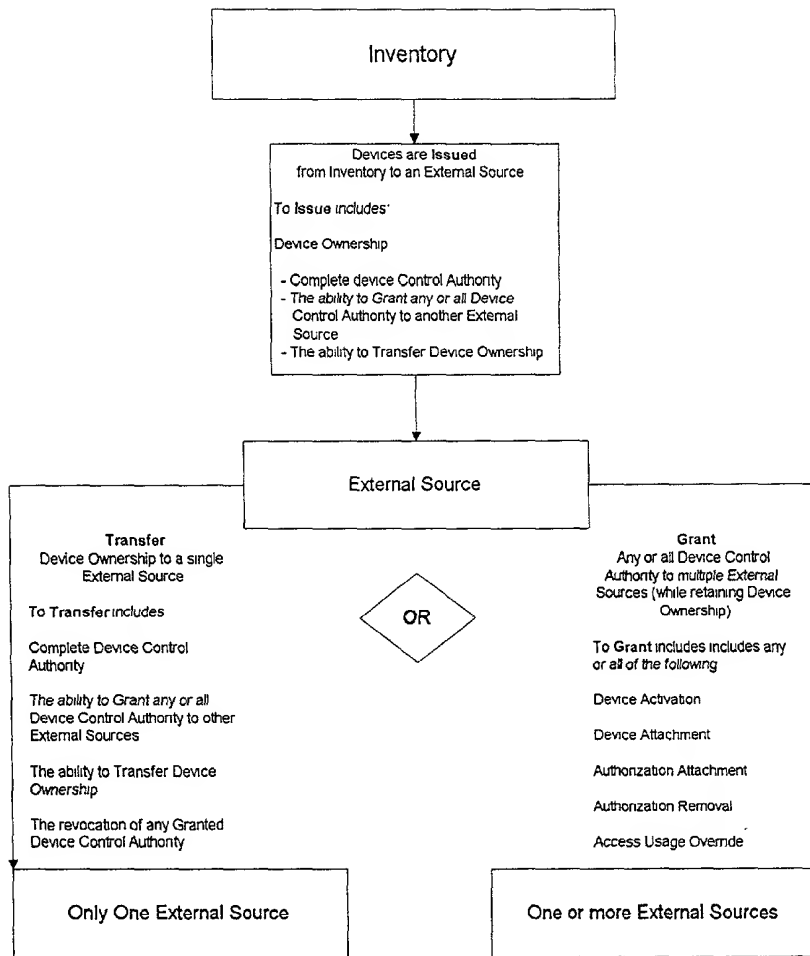 Inventory
Devices are Issued
from Inventory to an External Source
To Issue includes:
Device Ownership
- Complete device Control Authority
- The ability to Grant any or all Device
Control Authority to another External
Source
- The ability to Transfer Device Ownership
External Source
Transfer
Device Ownership to a single
External Source
To Transfer includes
Complete Device Control
Authority
The ability to Grant any or all
Device Control Authority to other
External Sources
The ability to Transfer Device
Ownership
The revocation of any Granted
Device Control Authority
OR
Grant
Any or all Device Control
Authority to multiple External
Sources (while retaining Device
Ownership)
To Grant includes includes any
or all of the following
Device Activation
Device Attachment
Authorization Attachment
Authorization Removal
Access Usage Override
Only One External Source
One or more External Sources